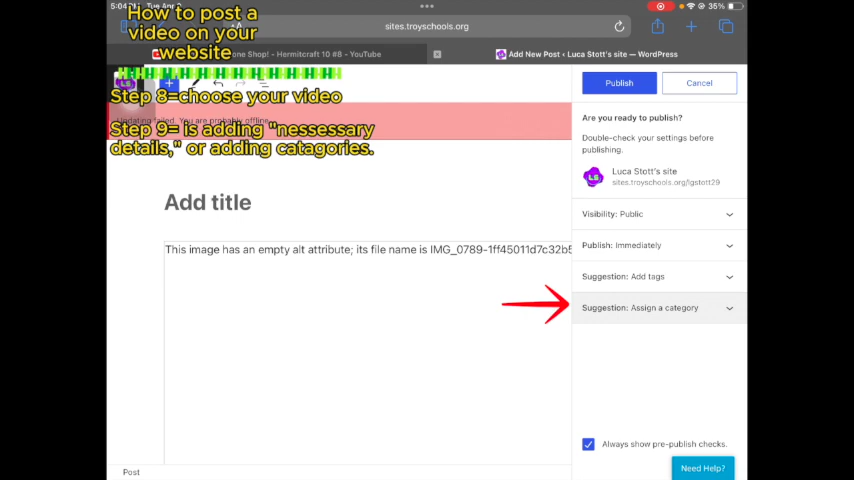 5:04 PM Tue Apr 2
35%
How to post a
video on your
website
sites.troyschools.org
one Shop! - Hermitcraft 10 #8 - YouTube
Add New Post ‹ Luca Stott's site — WordPress
Step 8=choose your video
Updating failed. You are probably offline.
Step 9= is adding "nessessary
details," or adding catagories.
Add title
This image has an empty alt attribute; its file name is IMG_0789-1ff45011d7c32b5
Post
Publish
Cancel
Are you ready to publish?
Double-check your settings before
publishing.
LS
Luca Stott's site
sites.troyschools.org/lgstott29
Visibility: Public
Publish: Immediately
Suggestion: Add tags
Suggestion: Assign a category
Always show pre-publish checks.
Need Help?